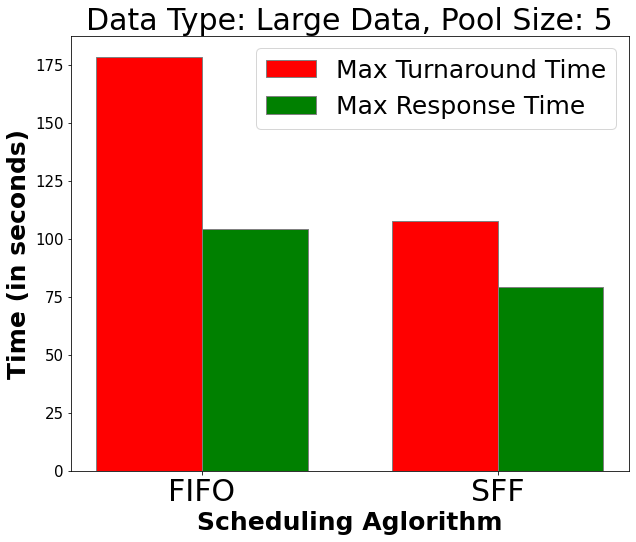 Data Type: Large Data, Pool Size: 5
Max Turnaround Time
Max Response Time
Time (in seconds)
175
150
125
100
75
50
25
0
FIFO SFF
Scheduling Aglorithm